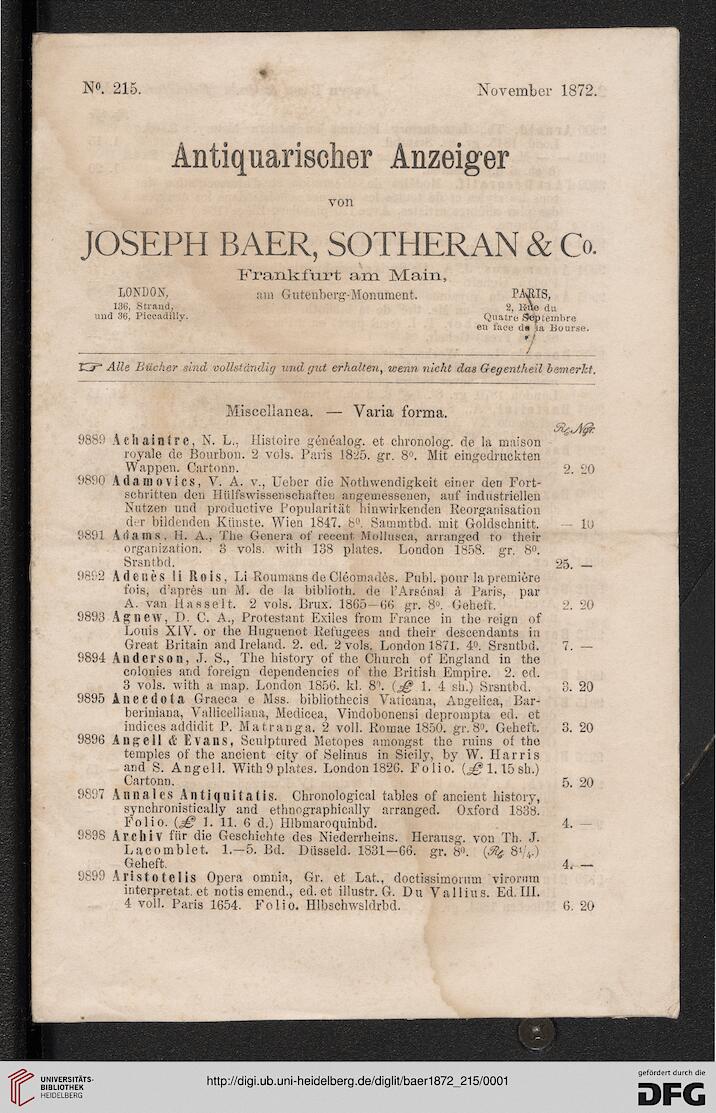 No. 215. November 1872.
Antiquarischer Anzeiger
von
JOSEPH BAER, SOTHERAN & Co.
Frankfurt am Main,
am Gutenberg-Monument.
LONDON,
136, Strand,
und 36, Piccadilly.
PARIS,
2, Rue du
Quatre Septembre
en face de la Bourse.
☞ Alle Bücher sind vollständig und gut erhalten, wenn nicht das Gegentheil bemerkt.
Miscellanea. — Varia forma.
Rf. Ngr.
9889 Achaintre, N. L., Histoire généalog. et chronolog. de la maison
royale de Bourbon. 2 vols. Paris 1825. gr. 8º. Mit eingedruckten
Wappen. Cartonn. 2. 20
9890 Adamovics, V. A. v., Ueber die Nothwendigkeit einer den Fort-
schritten den Hülfswissenschaften angemessenen, auf industriellen
Nutzen und productive Popularität hinwirkenden Reorganisation
der bildenden Künste. Wien 1847. 8º. Sammtbd. mit Goldschnitt. — 10
9891 Adams, H. A., The Genera of recent Mollusca, arranged to their
organization. 3 vols. with 138 plates. London 1858. gr. 8º.
Srsntbd. 25. —
9892 Adenès li Rois, Li Roumans de Cléomadès. Publ. pour la première
fois, d'après un M. de la biblioth. de l'Arsénal à Paris, par
A. van Hasselt. 2 vols. Brux. 1865—66 gr. 8º. Geheft. 2. 20
9893 Agnew, D. C. A., Protestant Exiles from France in the reign of
Louis XIV. or the Huguenot Refugees and their descendants in
Great Britain and Ireland. 2. ed. 2 vols. London 1871. 4º. Srsntbd. 7. —
9894 Anderson, J. S., The history of the Church of England in the
colonies and foreign dependencies of the British Empire. 2. ed.
3 vols. with a map. London 1856. kl. 8º. (£ 1. 4 sh.) Srsntbd. 3. 20
9895 Anecdota Graeca e Mss. bibliothecis Vaticana, Angelica, Bar-
beriniana, Vallicelliana, Medicea, Vindobonensi deprompta ed. et
indices addidit P. Matranga. 2 voll. Romae 1850. gr. 8º. Geheft. 3. 20
9896 Angell & Evans, Sculptured Metopes amongst the ruins of the
temples of the ancient city of Selinus in Sicily, by W. Harris
and S. Angell. With 9 plates. London 1826. Folio. (£ 1. 15 sh.)
Cartonn. 5. 20
9897 Annales Antiquitatis. Chronological tables of ancient history,
synchronistically and ethnographically arranged. Oxford 1838.
Folio. (£ 1. 11. 6 d.) Hlbmaroquinbd. 4. —
9898 Archiv für die Geschichte des Niederrheins. Herausg. von Th. J.
Lacomblet. 1.—5. Bd. Düsseld. 1831—66. gr. 8º. (Rf. 8¼.)
Geheft. 4. —
9899 Aristotelis Opera omnia, Gr. et Lat., doctissimorum virorum
interpretat. et notis emend., ed. et illustr. G. Du Vallius. Ed. III.
4 voll. Paris 1654. Folio. Hlbschwsldrbd. 6. 20
UNIVERSITÄTS-
BIBLIOTHEK
HEIDELBERG
http://digi.ub.uni-heidelberg.de/diglit/baer1872_215/0001
gefördert durch die
DFG